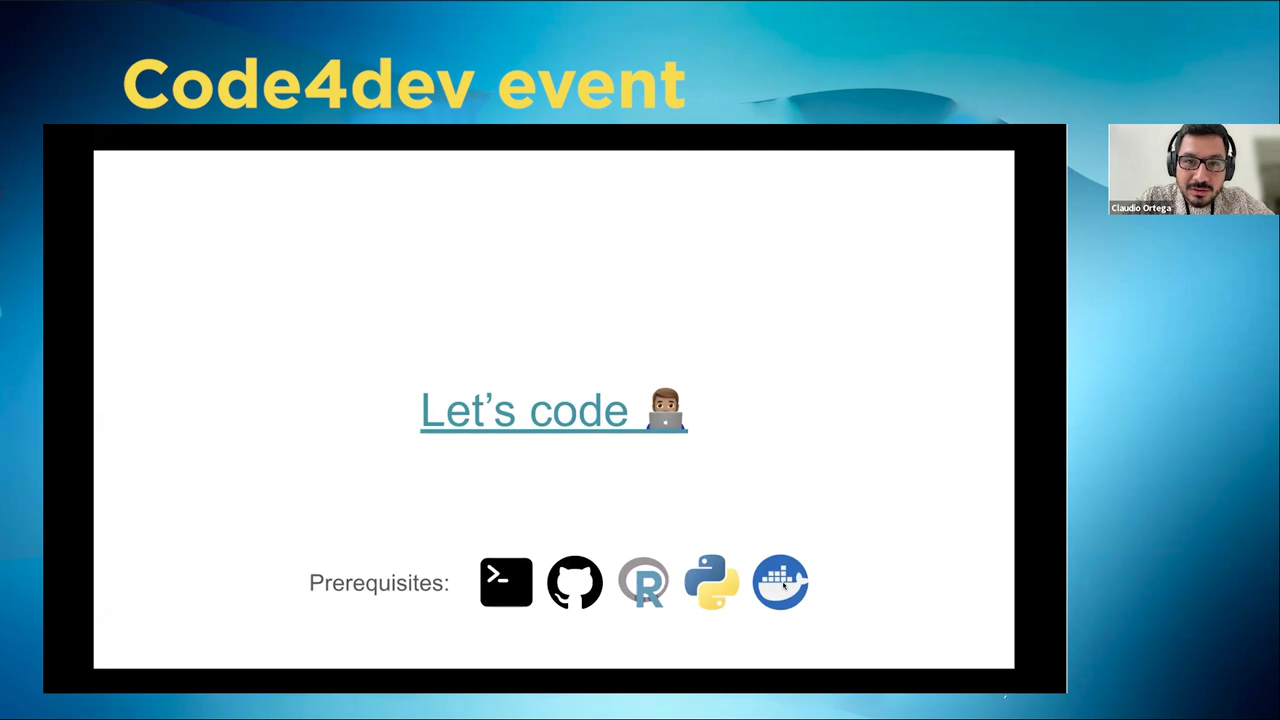 Code4dev event
Claudio Ortega
Let’s code
Prerequisites:
>_
R